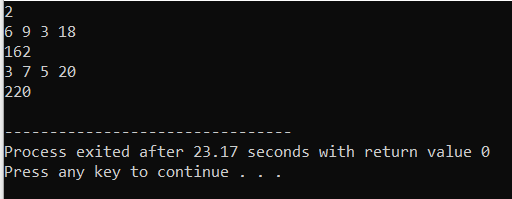 2
6 9 3 18
162
3 7 5 20
220
--------------------------------
Process exited after 23.17 seconds with return value 0
Press any key to continue . . .